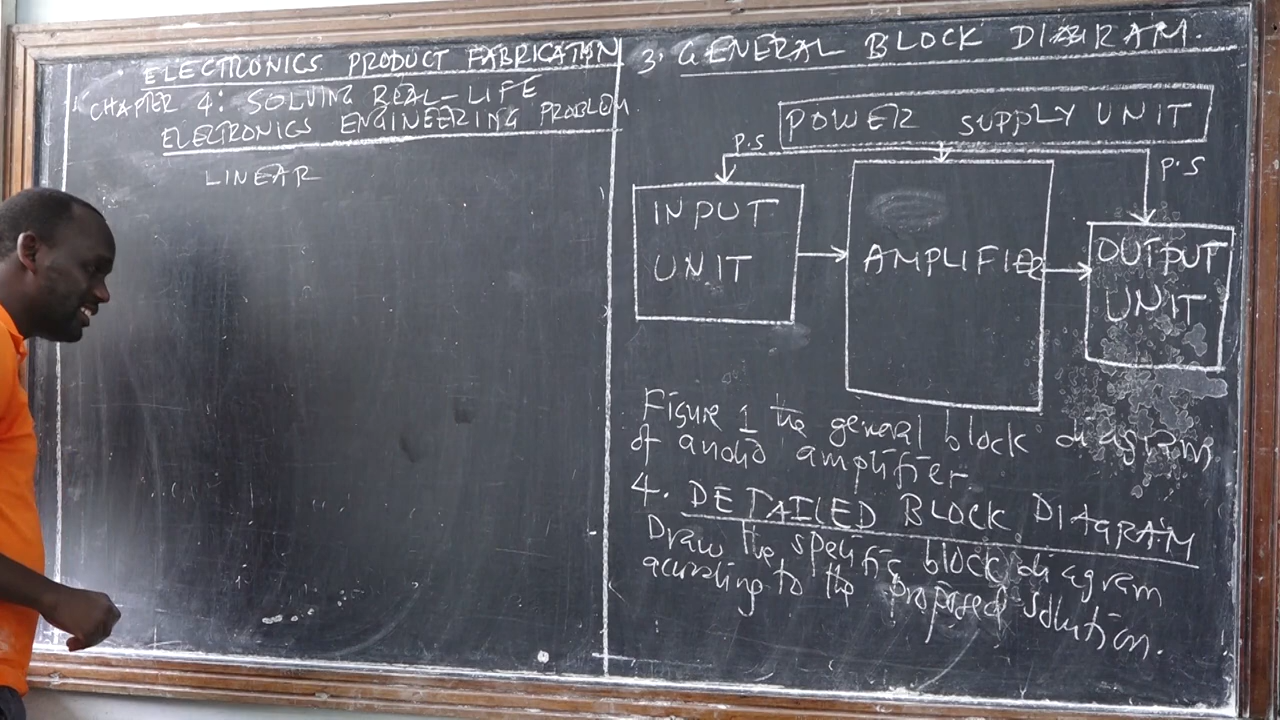 ELECTRONICS PRODUCT FABRICATION
CHAPTER 4: SOLVING REAL-LIFE
ELECTRONICS ENGINEERING PROBLEM
LINEAR
3. GENERAL BLOCK DIAGRAM.
POWER SUPPLY UNIT
P.S
P.S
INPUT
UNIT
AMPLIFIER
OUTPUT
UNIT
Figure 1 the general block diagram
of audio amplifier
4. DETAILED BLOCK DIAGRAM
Draw the specific block diagram
according to the proposed solution.